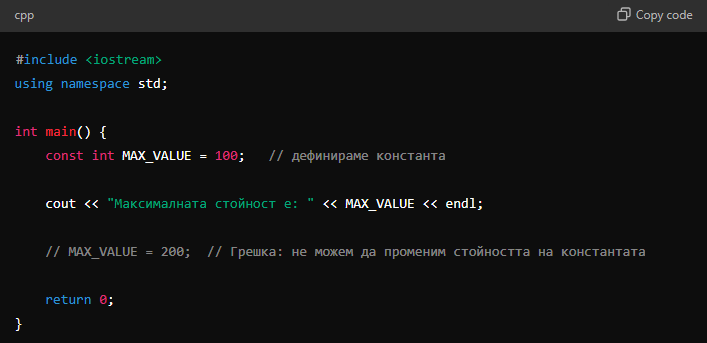 cpp
Copy code
#include <iostream>
using namespace std;
int main() {
const int MAX_VALUE = 100;   // дефинираме константа
cout << "Максималната стойност е: " << MAX_VALUE << endl;
// MAX_VALUE = 200;  // Грешка: не можем да променим стойността на константата
return 0;
}